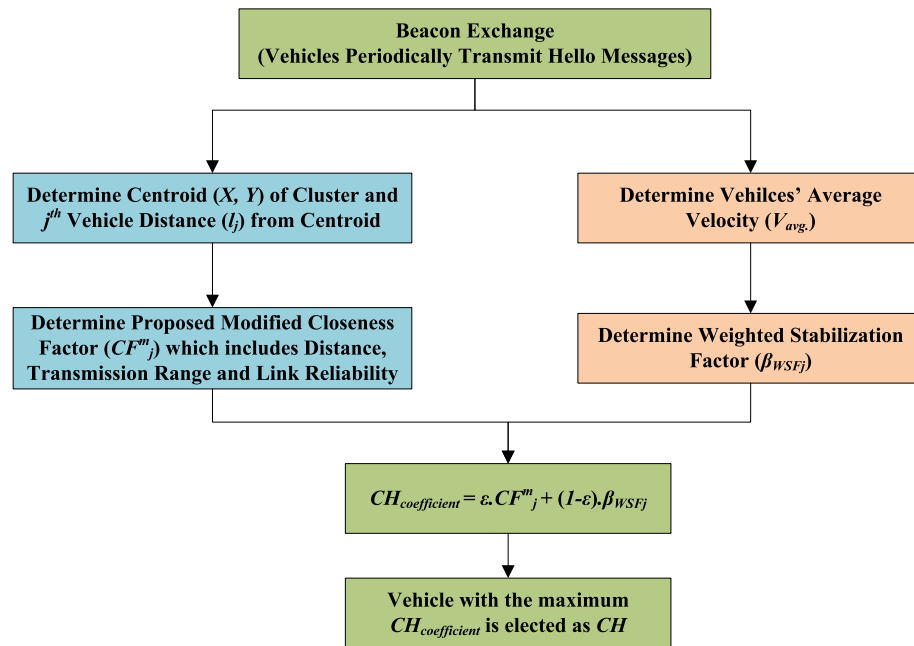 Beacon Exchange
(Vehicles Periodically Transmit Hello Messages)
Determine Centroid (X, Y) of Cluster and
jth Vehicle Distance (lj) from Centroid
Determine Vehilces' Average
Velocity (Vavg.)
Determine Proposed Modified Closeness
Factor (CFmj) which includes Distance,
Transmission Range and Link Reliability
Determine Weighted Stabilization
Factor (βWSFj)
CHcoefficient = ε.CFmj + (1-ε).βWSFj
Vehicle with the maximum
CHcoefficient is elected as CH